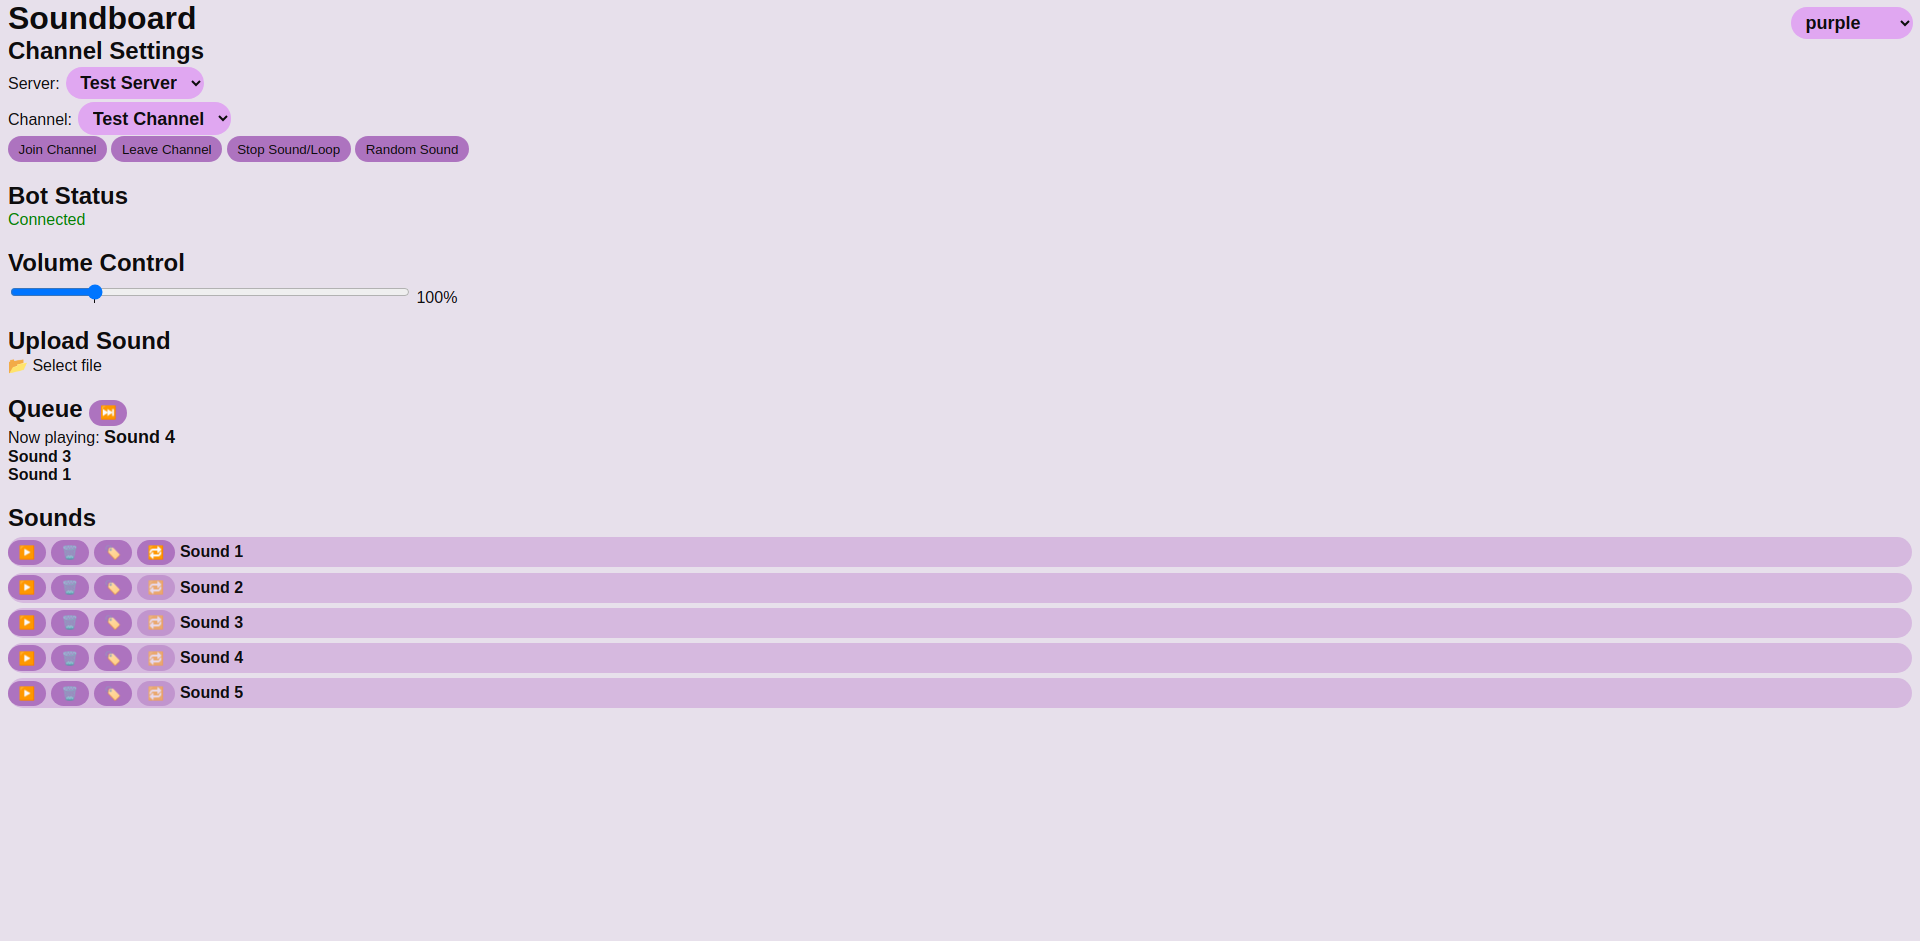 Soundboard
purple
Channel Settings
Server: Test Server
Channel: Test Channel
Join Channel Leave Channel Stop Sound/Loop Random Sound
Bot Status
Connected
Volume Control
100%
Upload Sound
📂 Select file
Queue ⏭️
Now playing: Sound 4
Sound 3
Sound 1
Sounds
▶️ 🗑️ 🏷️ 🔁 Sound 1
▶️ 🗑️ 🏷️ 🔁 Sound 2
▶️ 🗑️ 🏷️ 🔁 Sound 3
▶️ 🗑️ 🏷️ 🔁 Sound 4
▶️ 🗑️ 🏷️ 🔁 Sound 5